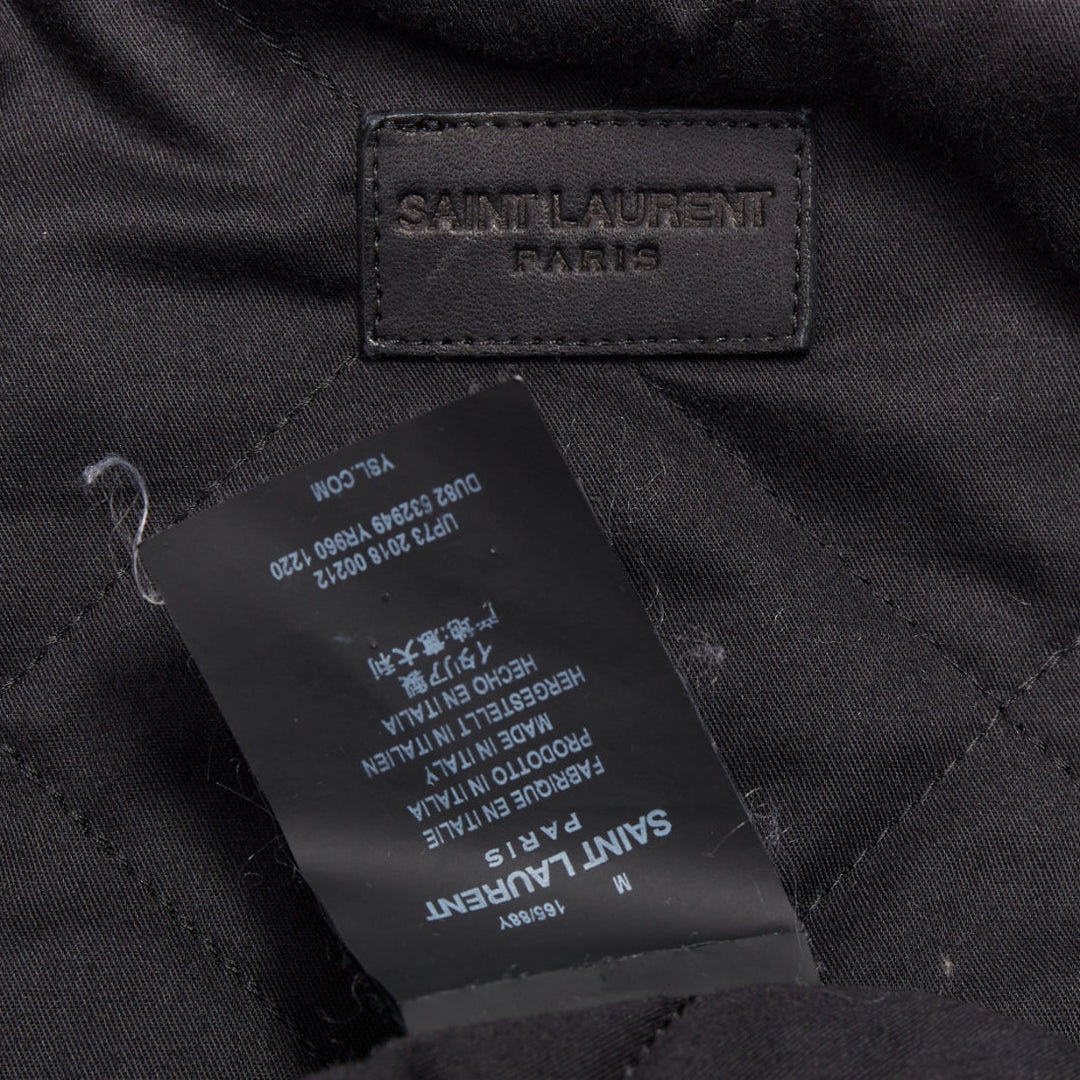 SAINT LAURENT
PARIS
165/88Y
M
SAINT LAURENT
PARIS
FABRIQUE EN ITALIE
PRODOTTO IN ITALIA
MADE IN ITALY
HERGESTELLT IN ITALIEN
HECHO EN ITALIA
イタリア製
产地:意大利
UP73 2018 00212
DU82 632949 YR960 1220
YSL.COM